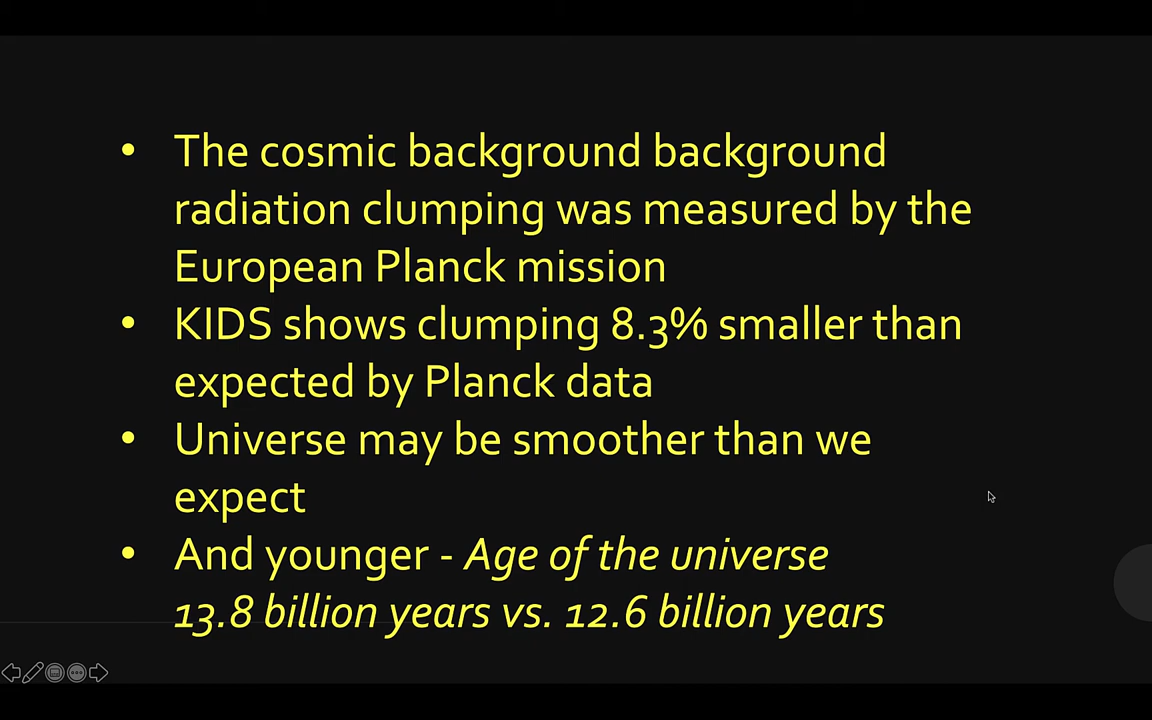 • The cosmic background background
radiation clumping was measured by the
European Planck mission
• KIDS shows clumping 8.3% smaller than
expected by Planck data
• Universe may be smoother than we
expect
• And younger - Age of the universe
13.8 billion years vs. 12.6 billion years